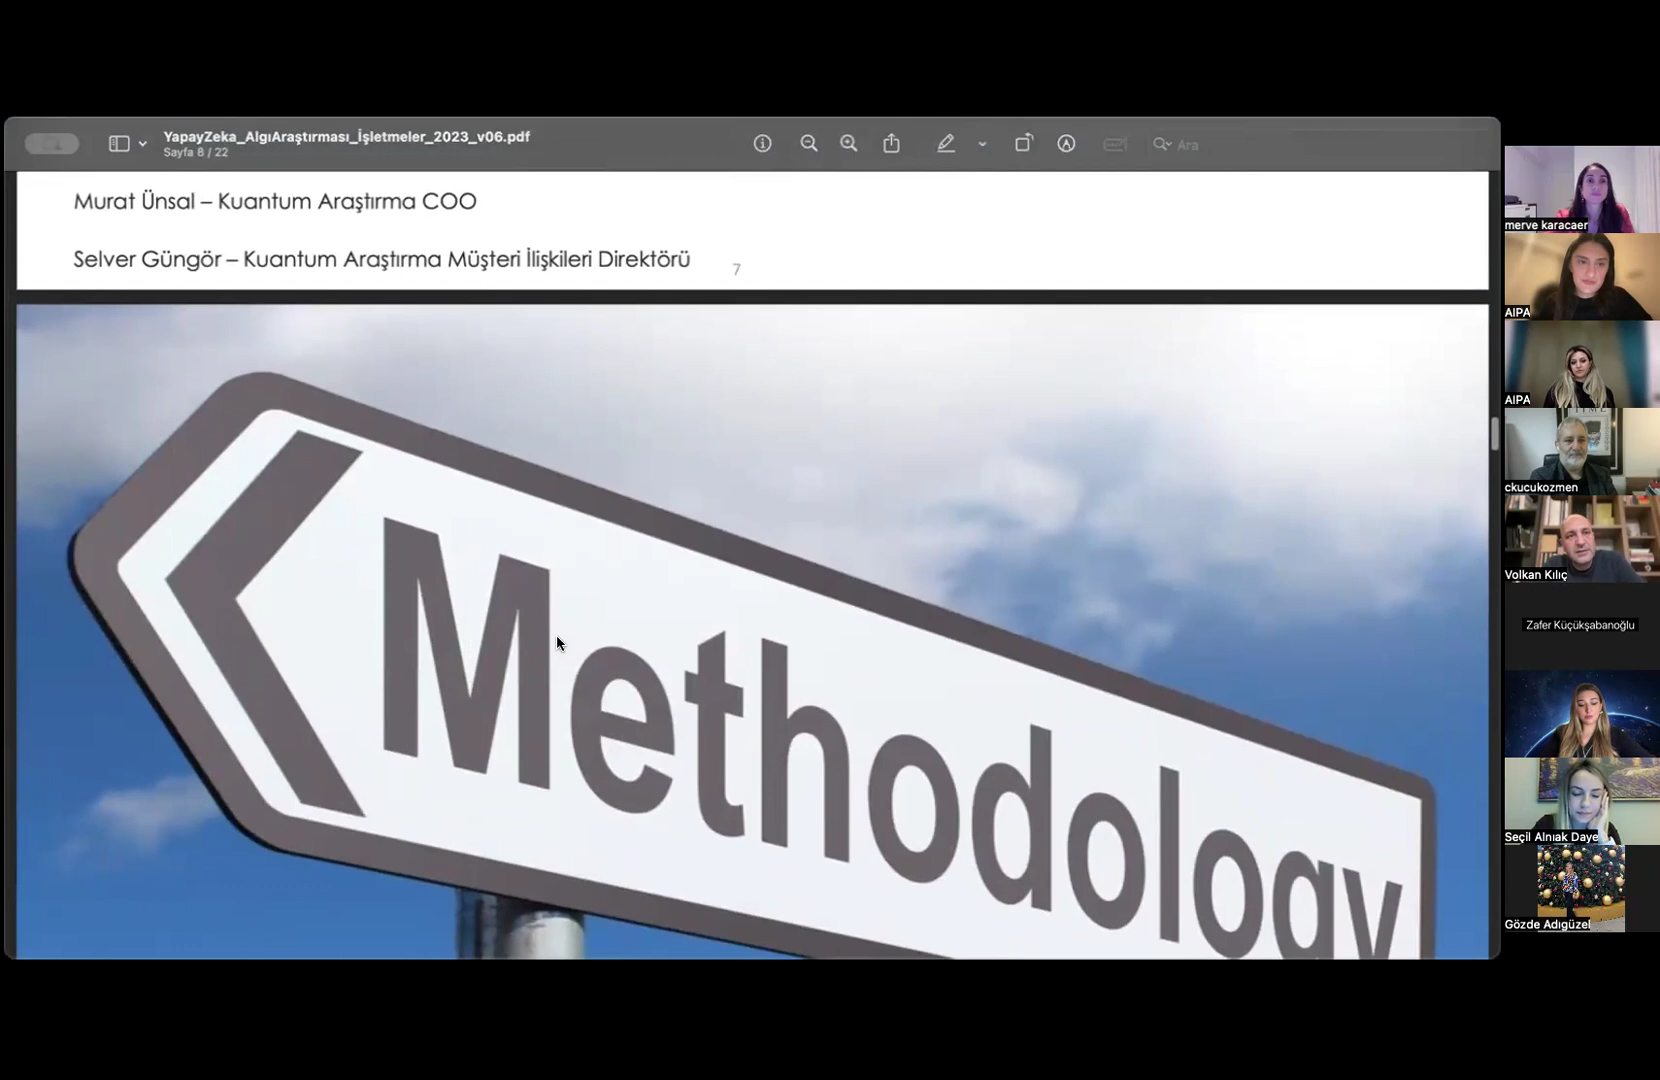 YapayZeka_AlgıAraştırması_İşletmeler_2023_v06.pdf
Sayfa 8 / 22
Ara
Murat Ünsal – Kuantum Araştırma COO
Selver Güngör – Kuantum Araştırma Müşteri İlişkileri Direktörü
7
Methodology
merve karacaer
AIPA
AIPA
TIME
ckucukozmen
Volkan Kılıç
Zafer Küçükşabanoğlu
Seçil Alnıak Daye
Gözde Adıgüzel